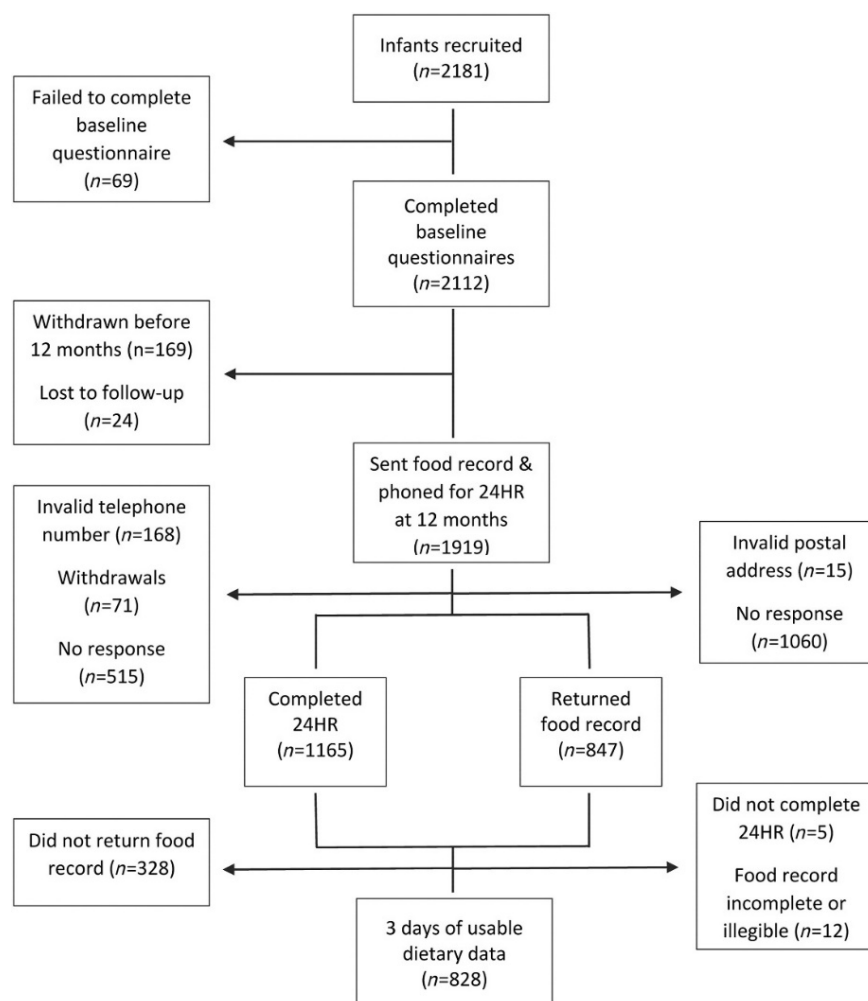 Infants recruited
(n=2181)
Failed to complete
baseline
questionnaire
(n=69)
Completed
baseline
questionnaires
(n=2112)
Withdrawn before
12 months (n=169)
Lost to follow-up
(n=24)
Sent food record &
phoned for 24HR
at 12 months
(n=1919)
Invalid telephone
number (n=168)
Withdrawals
(n=71)
No response
(n=515)
Invalid postal
address (n=15)
No response
(n=1060)
Completed
24HR
(n=1165)
Returned
food record
(n=847)
Did not return food
record (n=328)
Did not complete
24HR (n=5)
Food record
incomplete or
illegible (n=12)
3 days of usable
dietary data
(n=828)